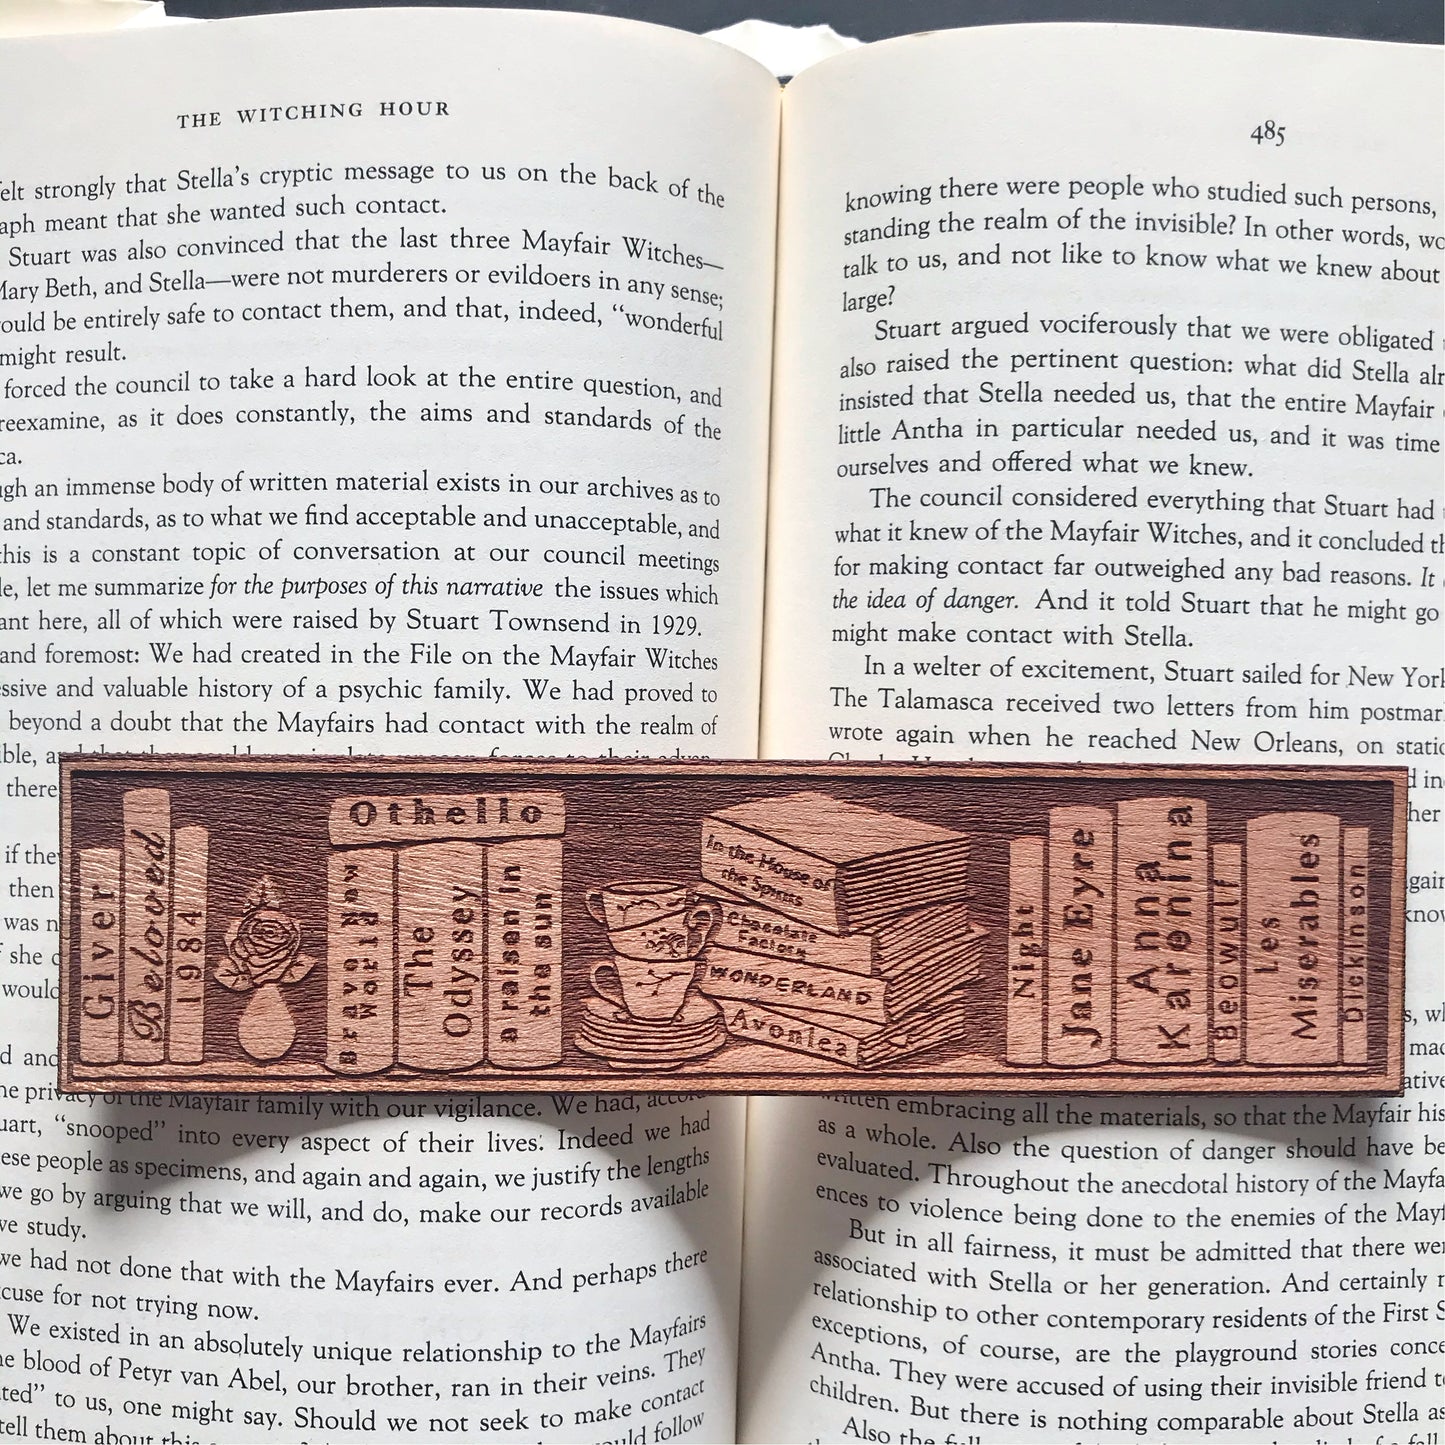 THE WITCHING HOUR
elt strongly that Stella's cryptic message to us on the back of the
aph meant that she wanted such contact.
Stuart was also convinced that the last three Mayfair Witches—
Mary Beth, and Stella—were not murderers or evildoers in any sense;
ould be entirely safe to contact them, and that, indeed, “wonderful
might result.
forced the council to take a hard look at the entire question, and
reexamine, as it does constantly, the aims and standards of the
ca.
gh an immense body of written material exists in our archives as to
and standards, as to what we find acceptable and unacceptable, and
this is a constant topic of conversation at our council meetings
le, let me summarize for the purposes of this narrative the issues which
ant here, all of which were raised by Stuart Townsend in 1929.
and foremost: We had created in the File on the Mayfair Witches
essive and valuable history of a psychic family. We had proved to
beyond a doubt that the Mayfairs had contact with the realm of
ible, a
there
if they
then
was n
she
would
d and
he privacy of the Mayfair family with our vigilance. We had, accor
uart, “snooped” into every aspect of their lives. Indeed we had
ese people as specimens, and again and again, we justify the lengths
we go by arguing that we will, and do, make our records available
ve study.
we had not done that with the Mayfairs ever. And perhaps there
cuse for not trying now.
We existed in an absolutely unique relationship to the Mayfairs
he blood of Petyr van Abel, our brother, ran in their veins. They
ted” to us, one might say. Should we not seek to make contact
tell them about this
uld follow
485
knowing there were people who studied such persons,
standing the realm of the invisible? In other words, wo
talk to us, and not like to know what we knew about
large?
Stuart argued vociferously that we were obligated
also raised the pertinent question: what did Stella alr
insisted that Stella needed us, that the entire Mayfair
little Antha in particular needed us, and it was time
ourselves and offered what we knew.
The council considered everything that Stuart had
what it knew of the Mayfair Witches, and it concluded th
for making contact far outweighed any bad reasons. It
the idea of danger. And it told Stuart that he might go
might make contact with Stella.
In a welter of excitement, Stuart sailed for New York
The Talamasca received two letters from him postmar
wrote again when he reached New Orleans, on static
d in
her
gain
know
s, wh
mad
ative
written embracing all the materials, so that the Mayfair his
as a whole. Also the question of danger should have be
evaluated. Throughout the anecdotal history of the Mayfa
ences to violence being done to the enemies of the Mayf
But in all fairness, it must be admitted that there wer
associated with Stella or her generation. And certainly
relationship to other contemporary residents of the First S
exceptions, of course, are the playground stories conce
Antha. They were accused of using their invisible friend to
children. But there is nothing comparable about Stella as
Also the
Giver
Beloved
1984
Othello
Brave New
World
The
Odyssey
a raisen in
the sun
In the House of
the Spirits
Chocolate
Factory
WONDERLAND
Avonlea
Night
Jane Eyre
Anna
Karenina
Beowulf
Les
Miserables
Dickinson